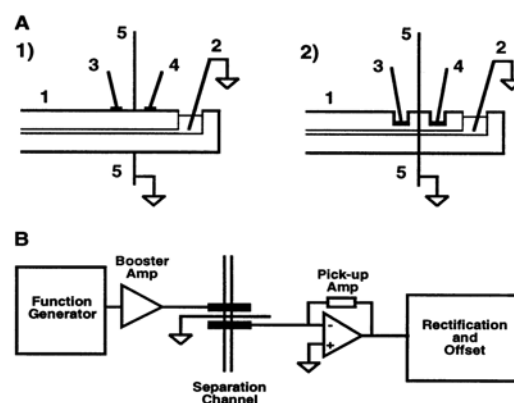 A
1)
5
2
3
4
1
5
2)
5
2
3
4
1
5
B
Booster
Amp
Function
Generator
Pick-up
Amp
-
+
Rectification
and
Offset
Separation
Channel